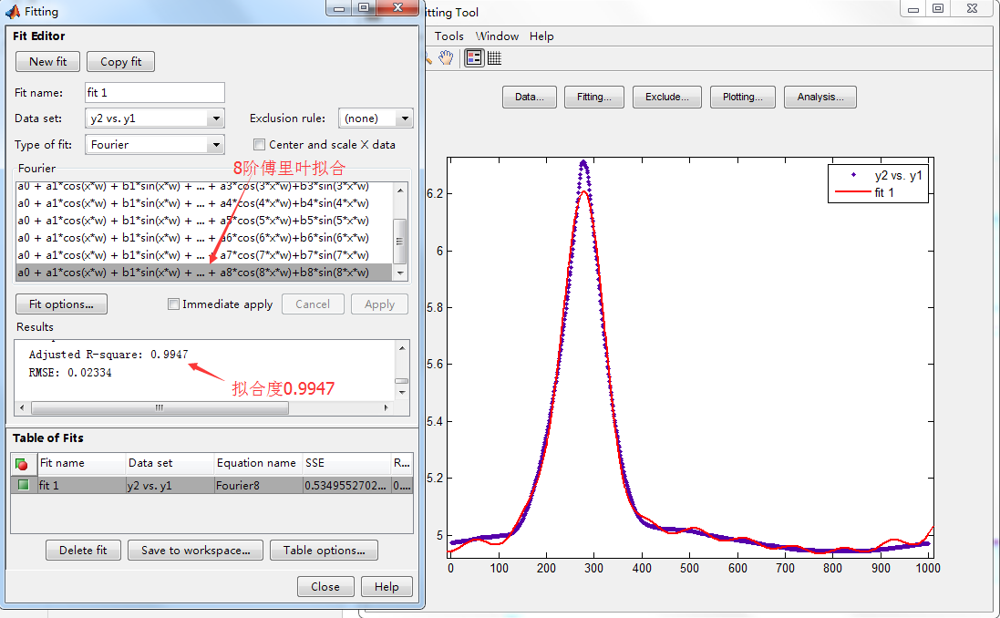 Fitting
Fit Editor
New fit
Copy fit
Fit name:
fit 1
Data set:
y2 vs. y1
Exclusion rule:
(none)
Type of fit:
Fourier
Center and scale X data
Fourier
8阶傅里叶拟合
a0 + a1*cos(x*w) + b1*sin(x*w) + ... + a3*cos(3*x*w)+b3*sin(3*x*w)
a0 + a1*cos(x*w) + b1*sin(x*w) + ... + a4*cos(4*x*w)+b4*sin(4*x*w)
a0 + a1*cos(x*w) + b1*sin(x*w) + ... + a5*cos(5*x*w)+b5*sin(5*x*w)
a0 + a1*cos(x*w) + b1*sin(x*w) + ... + a6*cos(6*x*w)+b6*sin(6*x*w)
a0 + a1*cos(x*w) + b1*sin(x*w) + ... + a7*cos(7*x*w)+b7*sin(7*x*w)
a0 + a1*cos(x*w) + b1*sin(x*w) + ... + a8*cos(8*x*w)+b8*sin(8*x*w)
Fit options...
Immediate apply
Cancel
Apply
Results
Adjusted R-square: 0.9947
RMSE: 0.02334
拟合度0.9947
Table of Fits
Fit name Data set Equation name SSE R...
fit 1 y2 vs. y1 Fourier8 0.5349552702... 0....
Delete fit
Save to workspace...
Table options...
Close
Help
itting Tool
Tools Window Help
Data...
Fitting...
Exclude...
Plotting...
Analysis...
y2 vs. y1
fit 1
6.2
6
5.8
5.6
5.4
5.2
5
0 100 200 300 400 500 600 700 800 900 1000